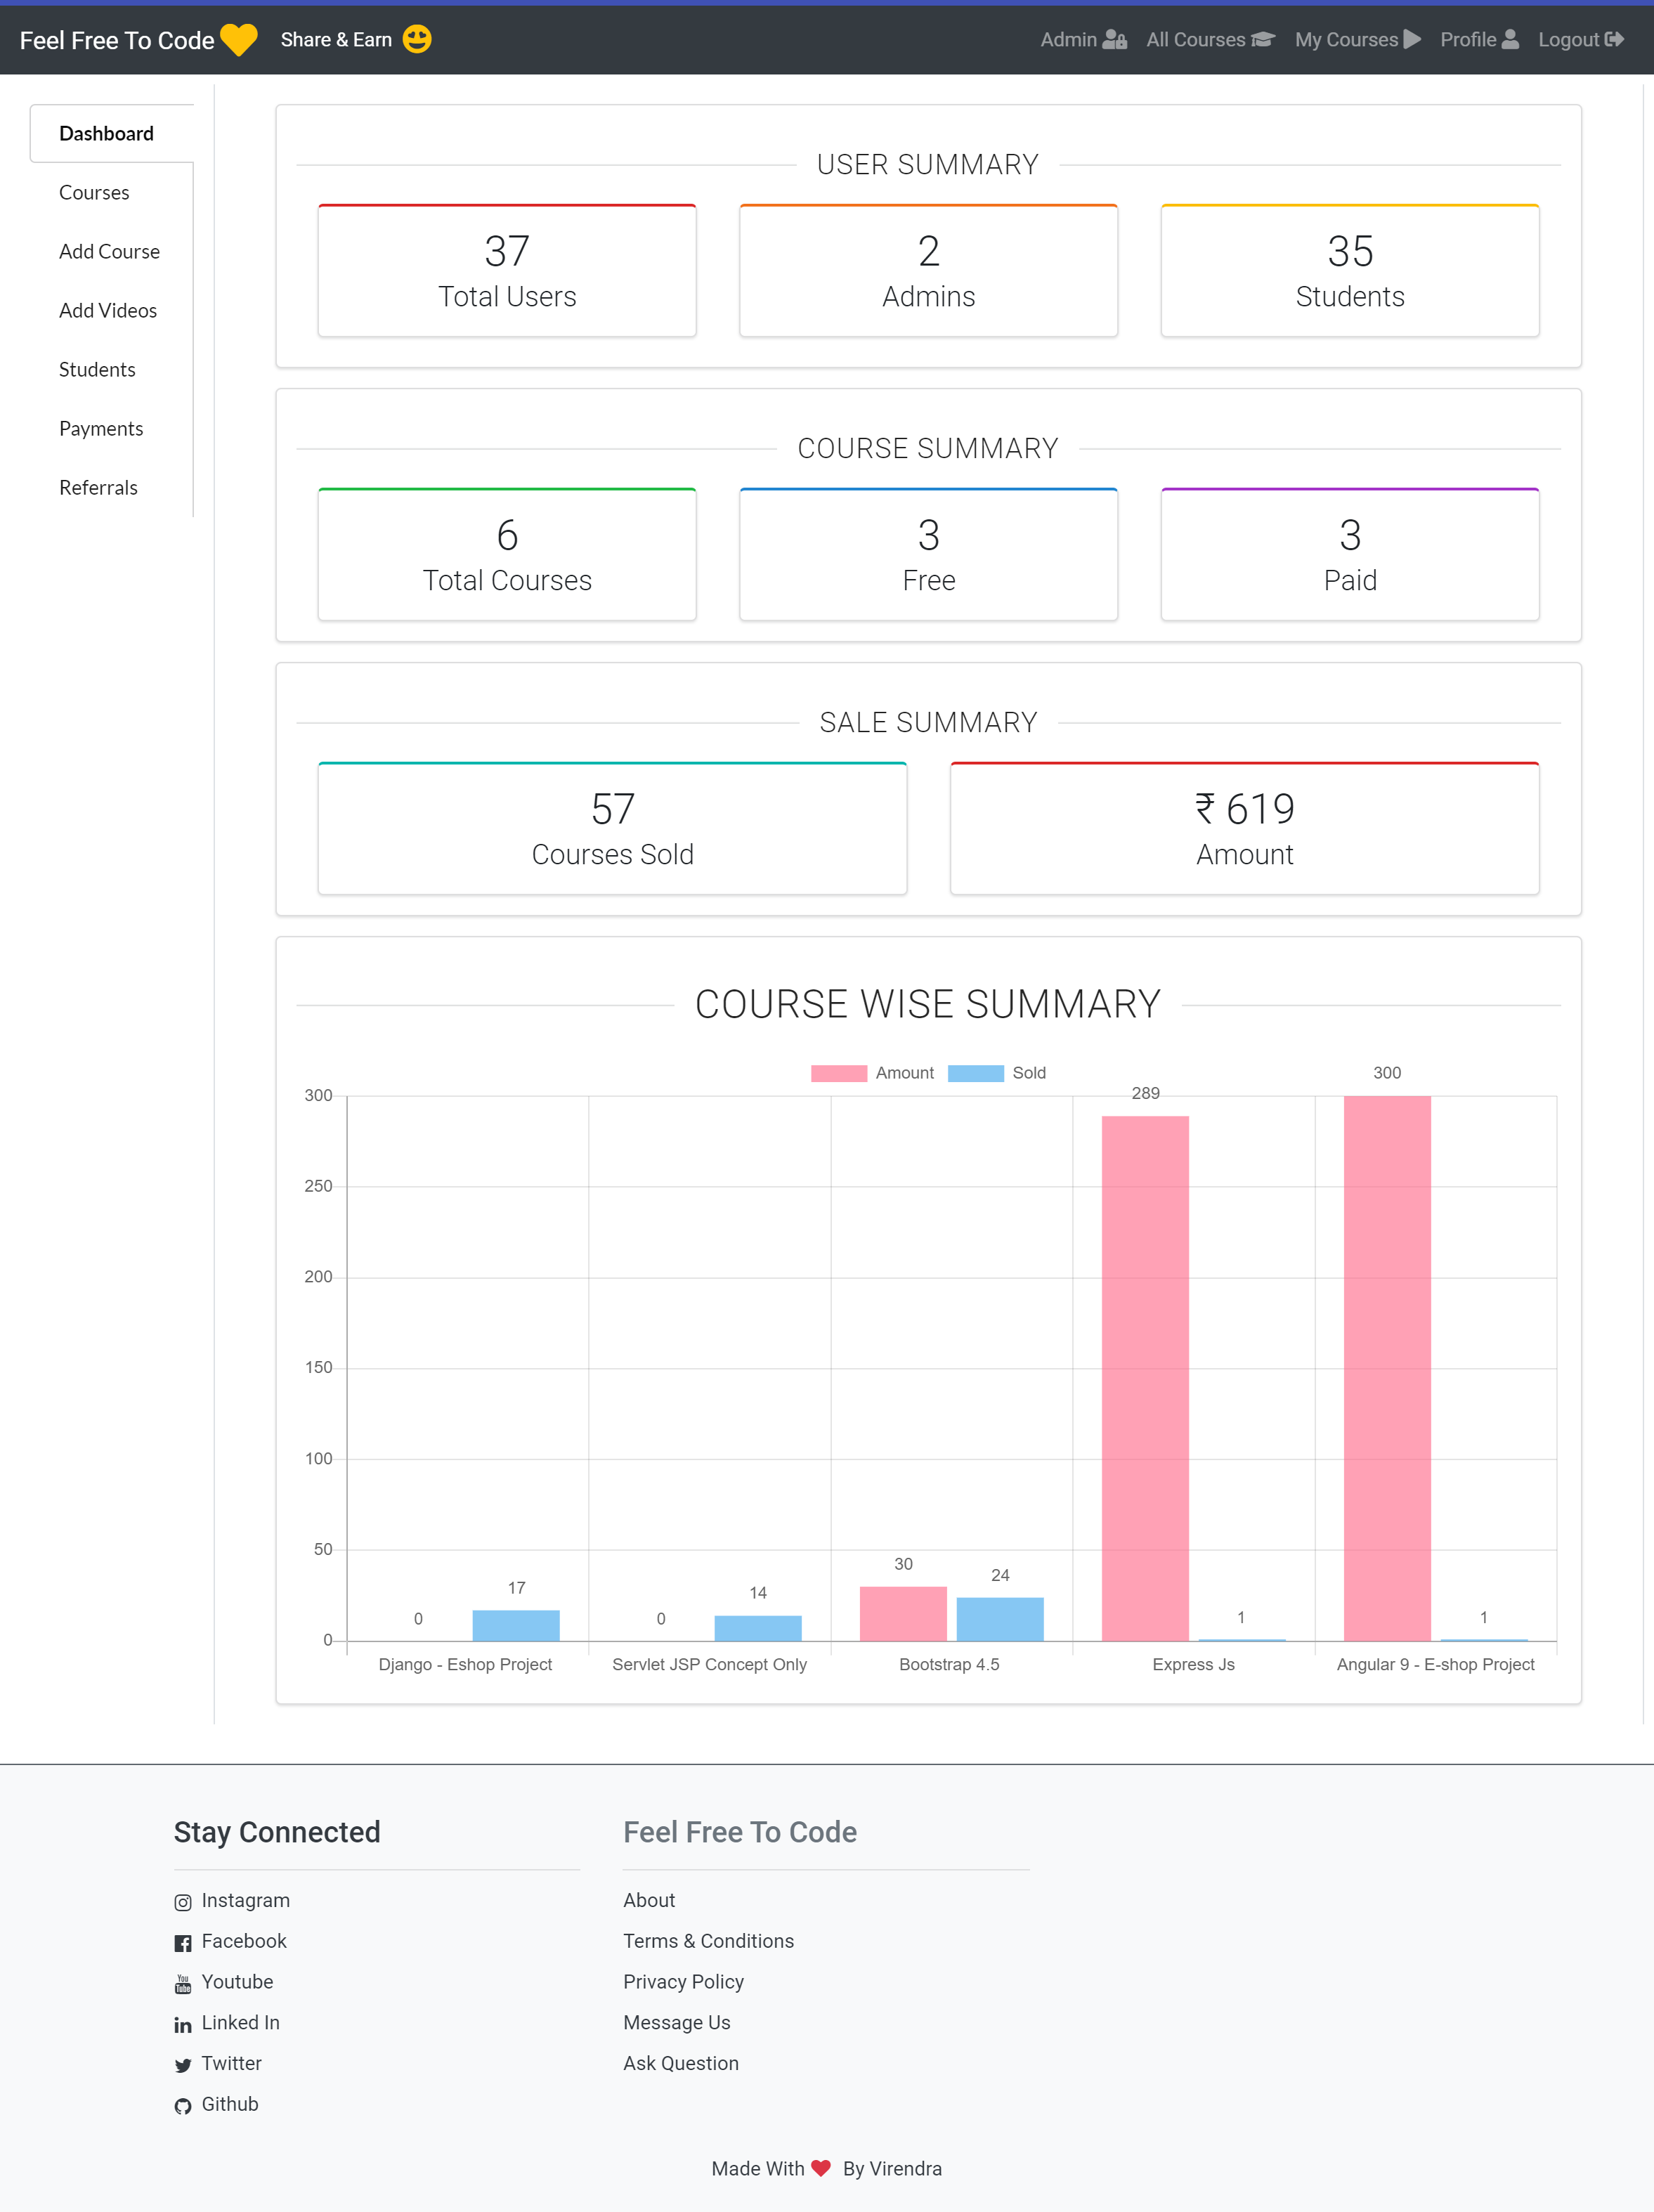 Feel Free To Code Share & Earn Admin All Courses My Courses Profile Logout
Dashboard
Courses
Add Course
Add Videos
Students
Payments
Referrals
USER SUMMARY
37 2 35
Total Users Admins Students
COURSE SUMMARY
6 3 3
Total Courses Free Paid
SALE SUMMARY
57 ₹ 619
Courses Sold Amount
COURSE WISE SUMMARY
Amount Sold
300
250
200
150
100
50
0
0 17 0 14 30 24 289 1 300 1
Django - Eshop Project Servlet JSP Concept Only Bootstrap 4.5 Express Js Angular 9 - E-shop Project
Stay Connected
Instagram
Facebook
You Tube Youtube
Linked In
Twitter
Github
Feel Free To Code
About
Terms & Conditions
Privacy Policy
Message Us
Ask Question
Made With By Virendra